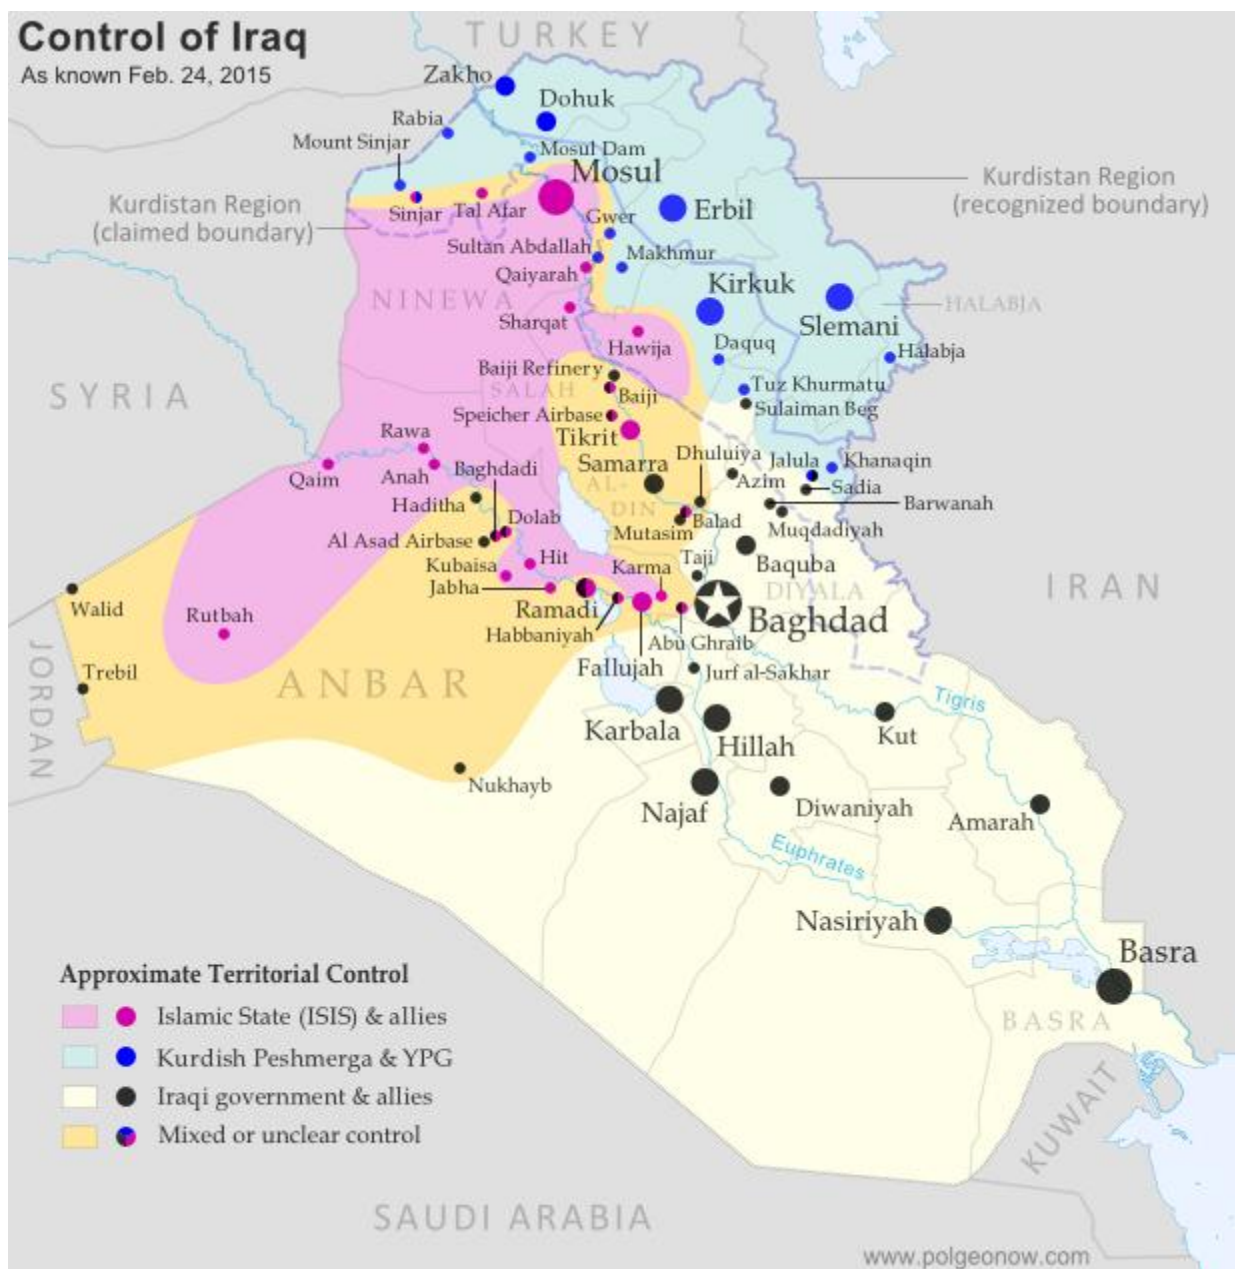 Control of Iraq
As known Feb. 24, 2015
TURKEY
Zakho
Dohuk
Rabia
Mount Sinjar
Mosul Dam
Mosul
Kurdistan Region
(recognized boundary)
Kurdistan Region
(claimed boundary)
Sinjar
Tal Afar
Gwer
Erbil
Sultan Abdallah
Makhmur
Qaiyarah
Kirkuk
NINEWA
HALABJA
Sharqat
Slemani
Hawija
Daquq
Halabja
Baiji Refinery
SALAH
Baiji
Tuz Khurmatu
Sulaiman Beg
SYRIA
Speicher Airbase
Tikrit
Rawa
Dhuluiya
Samarra
Jalula
Khanaqin
Qaim
Anah
Baghdadi
Azim
Sadia
AL-
DIN
Haditha
Barwanah
Dolab
Mutasim
Balad
Muqdadiyah
Al Asad Airbase
Hit
Taji
Baquba
Kubaisa
Karma
IRAN
Jabha
DIYALA
Walid
Rutbah
Ramadi
Baghdad
Habbaniyah
Abu Ghraib
JORDAN
Trebil
ANBAR
Fallujah
Jurf al-Sakhar
Tigris
Karbala
Hillah
Kut
Nukhayb
Najaf
Diwaniyah
Amarah
Euphrates
Nasiriyah
Basra
BASRA
KUWAIT
Approximate Territorial Control
Islamic State (ISIS) & allies
Kurdish Peshmerga & YPG
Iraqi government & allies
Mixed or unclear control
SAUDI ARABIA
www.polgeonow.com